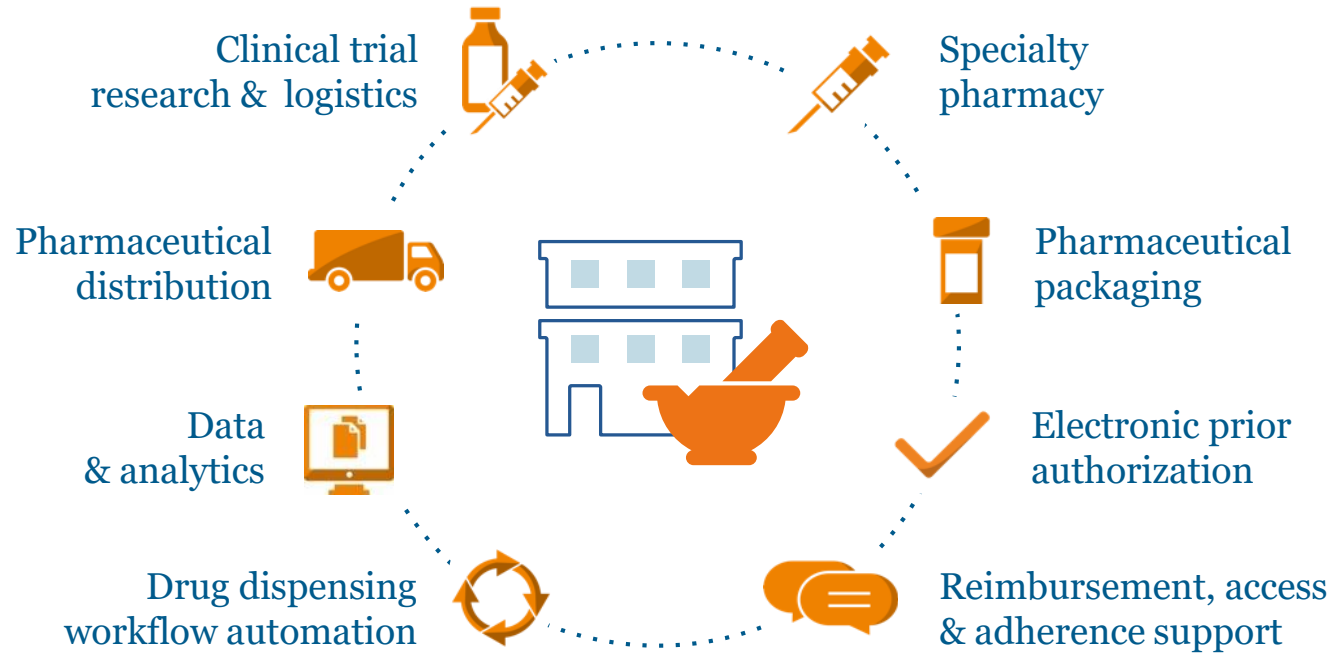 Clinical trial
research & logistics
Specialty
pharmacy
Pharmaceutical
distribution
Pharmaceutical
packaging
Data
& analytics
Electronic prior
authorization
Drug dispensing
workflow automation
Reimbursement, access
& adherence support